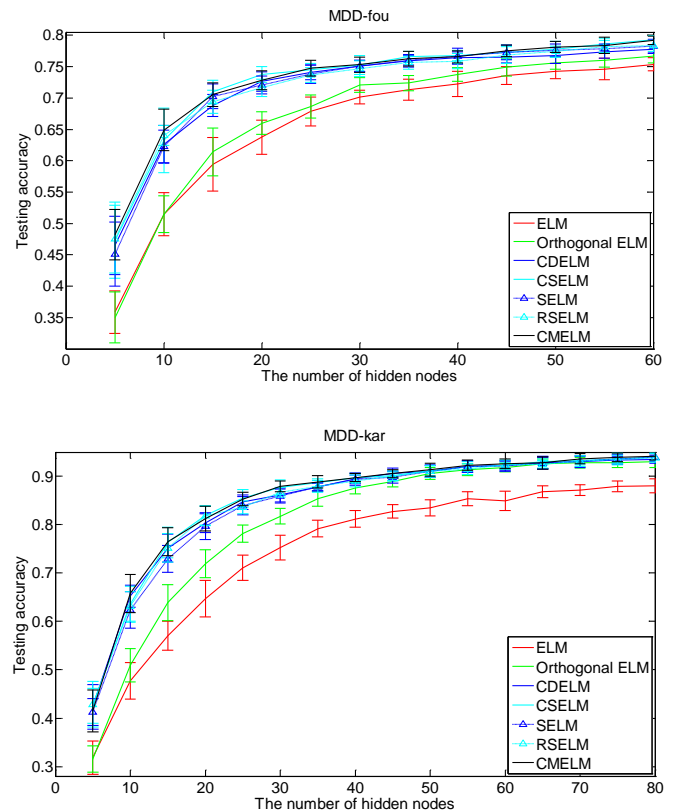 MDD-fou
0.8
0.75
0.7
0.65
0.6
0.55
0.5
0.45
0.4
0.35
Testing accuracy
ELM
Orthogonal ELM
CDELM
CSELM
SELM
RSELM
CMELM
0 10 20 30 40 50 60
The number of hidden nodes
MDD-kar
0.9
0.8
0.7
0.6
0.5
0.4
0.3
Testing accuracy
ELM
Orthogonal ELM
CDELM
CSELM
SELM
RSELM
CMELM
0 10 20 30 40 50 60 70 80
The number of hidden nodes